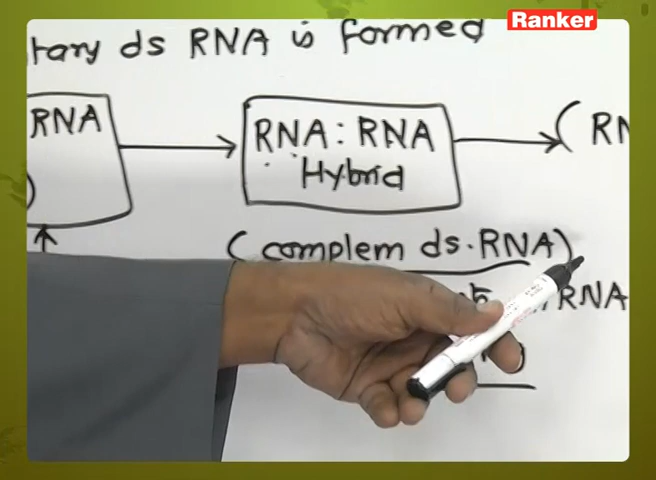 Ranker
tary ds RNA is formed
RNA
RNA: RNA
Hybrid
( RN
)
( complem ds.RNA)
RNA